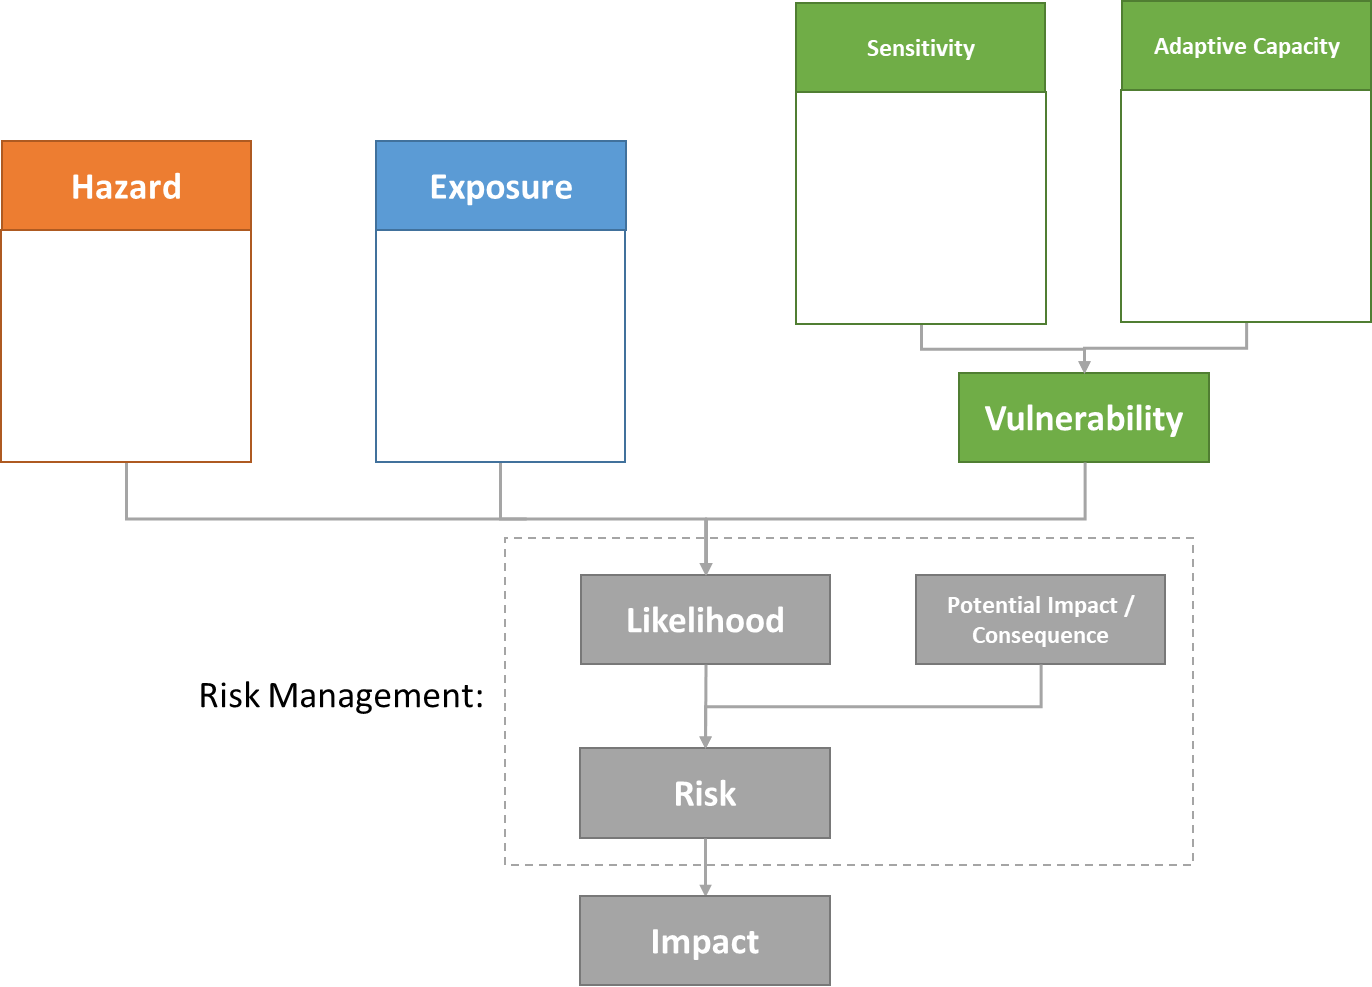 Sensitivity
Adaptive Capacity
Hazard
Exposure
Vulnerability
Likelihood
Potential Impact /
Consequence
Risk Management:
Risk
Impact